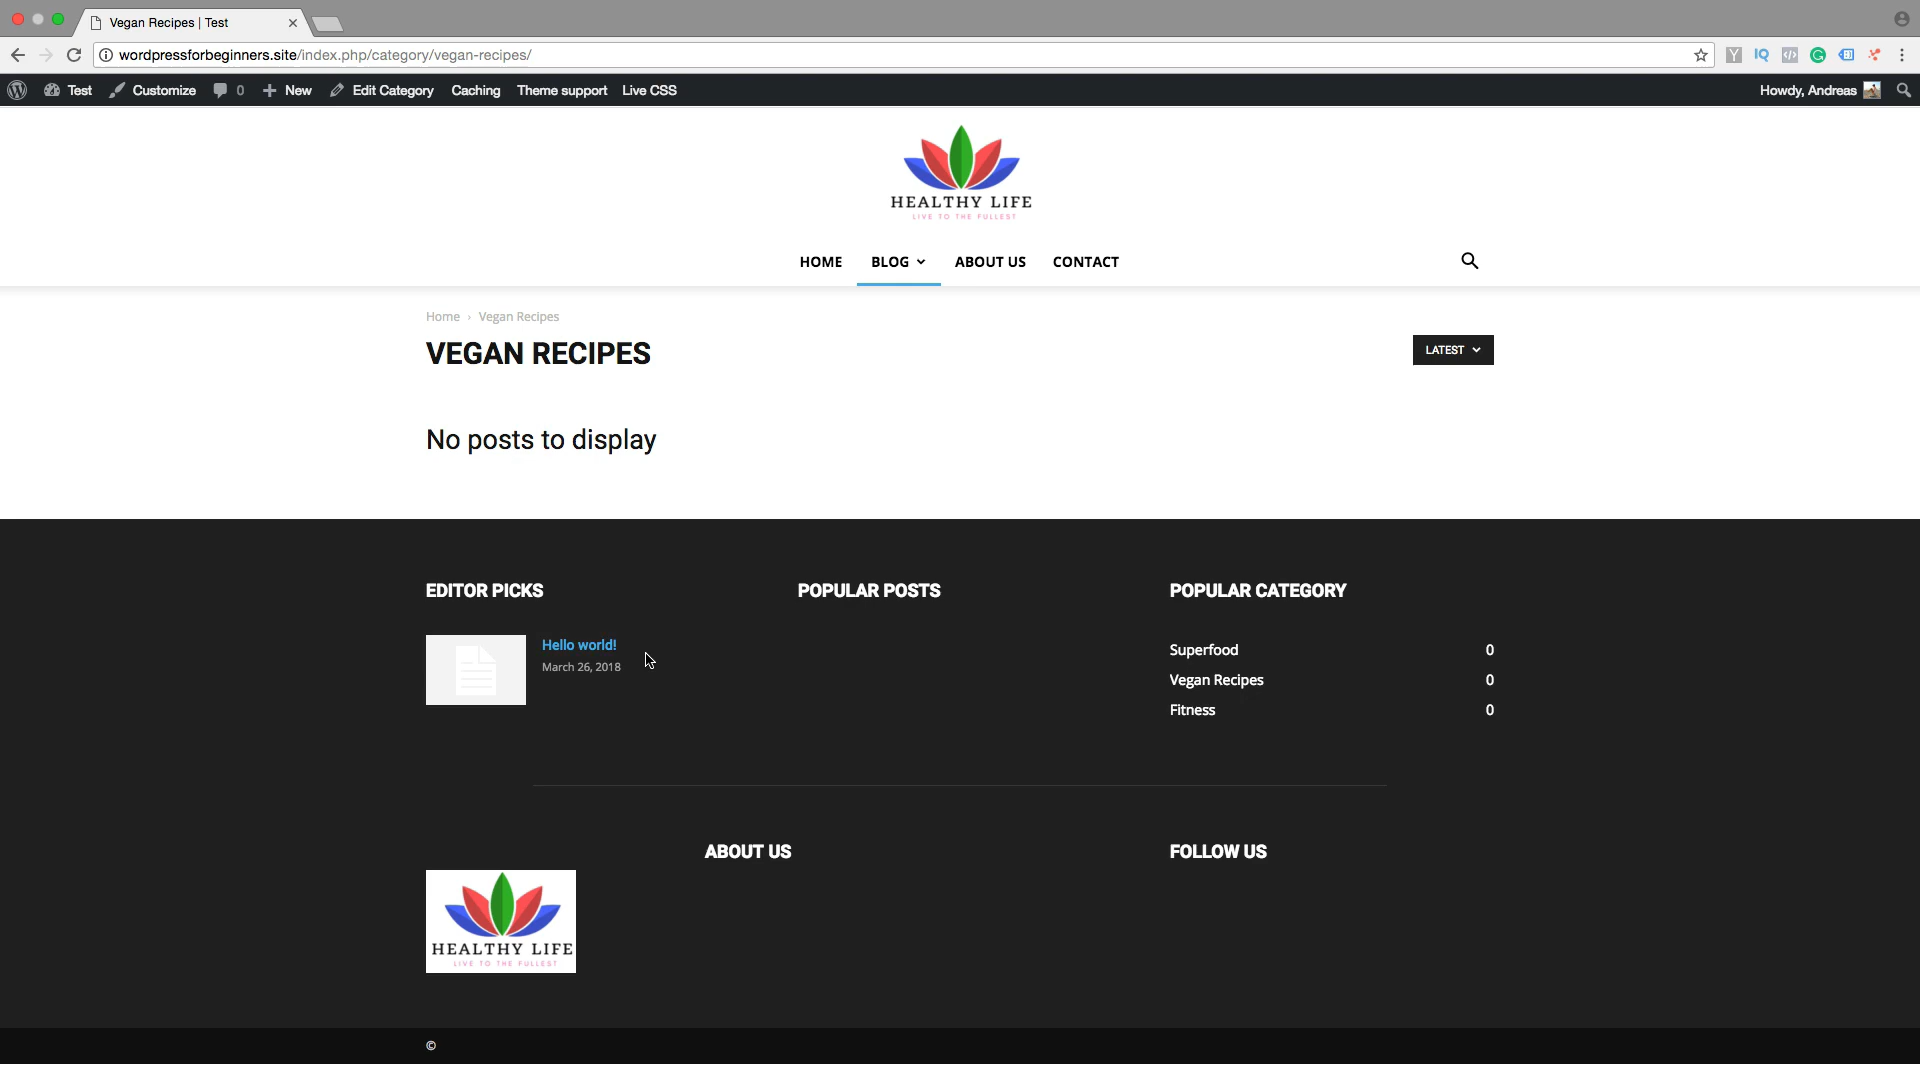 Vegan Recipes | Test
wordpressforbeginners.site/index.php/category/vegan-recipes/
Test Customize 0 New Edit Category Caching Theme support Live CSS Howdy, Andreas
HEALTHY LIFE
LIVE TO THE FULLEST
HOME BLOG ABOUT US CONTACT
Home › Vegan Recipes
VEGAN RECIPES
LATEST
No posts to display
EDITOR PICKS POPULAR POSTS POPULAR CATEGORY
Hello world!
March 26, 2018
Superfood 0
Vegan Recipes 0
Fitness 0
ABOUT US FOLLOW US
HEALTHY LIFE
LIVE TO THE FULLEST
©